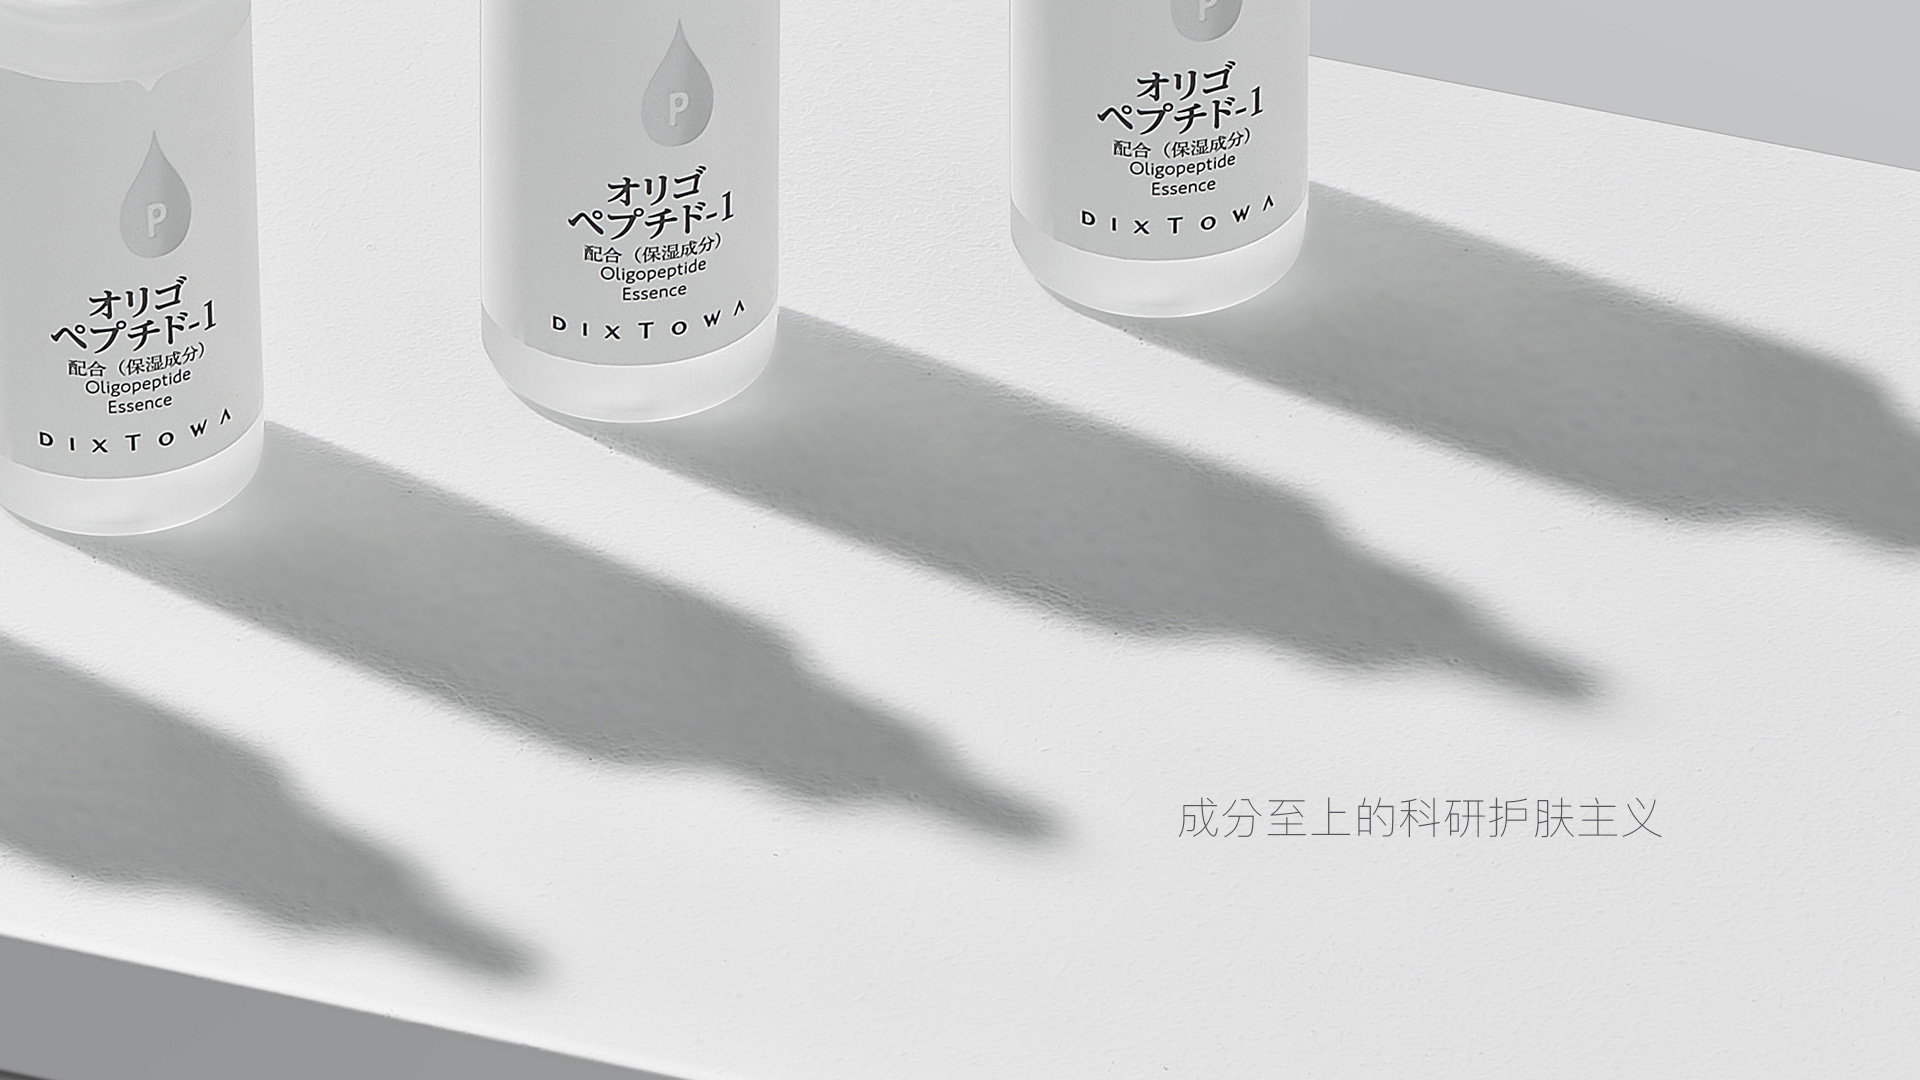 P
オリゴ
ペプチド-1
配合（保湿成分）
Oligopeptide
Essence
DIXTOWA
P
オリゴ
ペプチド-1
配合（保湿成分）
Oligopeptide
Essence
DIXTOWA
P
オリゴ
ペプチド-1
配合（保湿成分）
Oligopeptide
Essence
DIXTOWA
成分至上的科研护肤主义